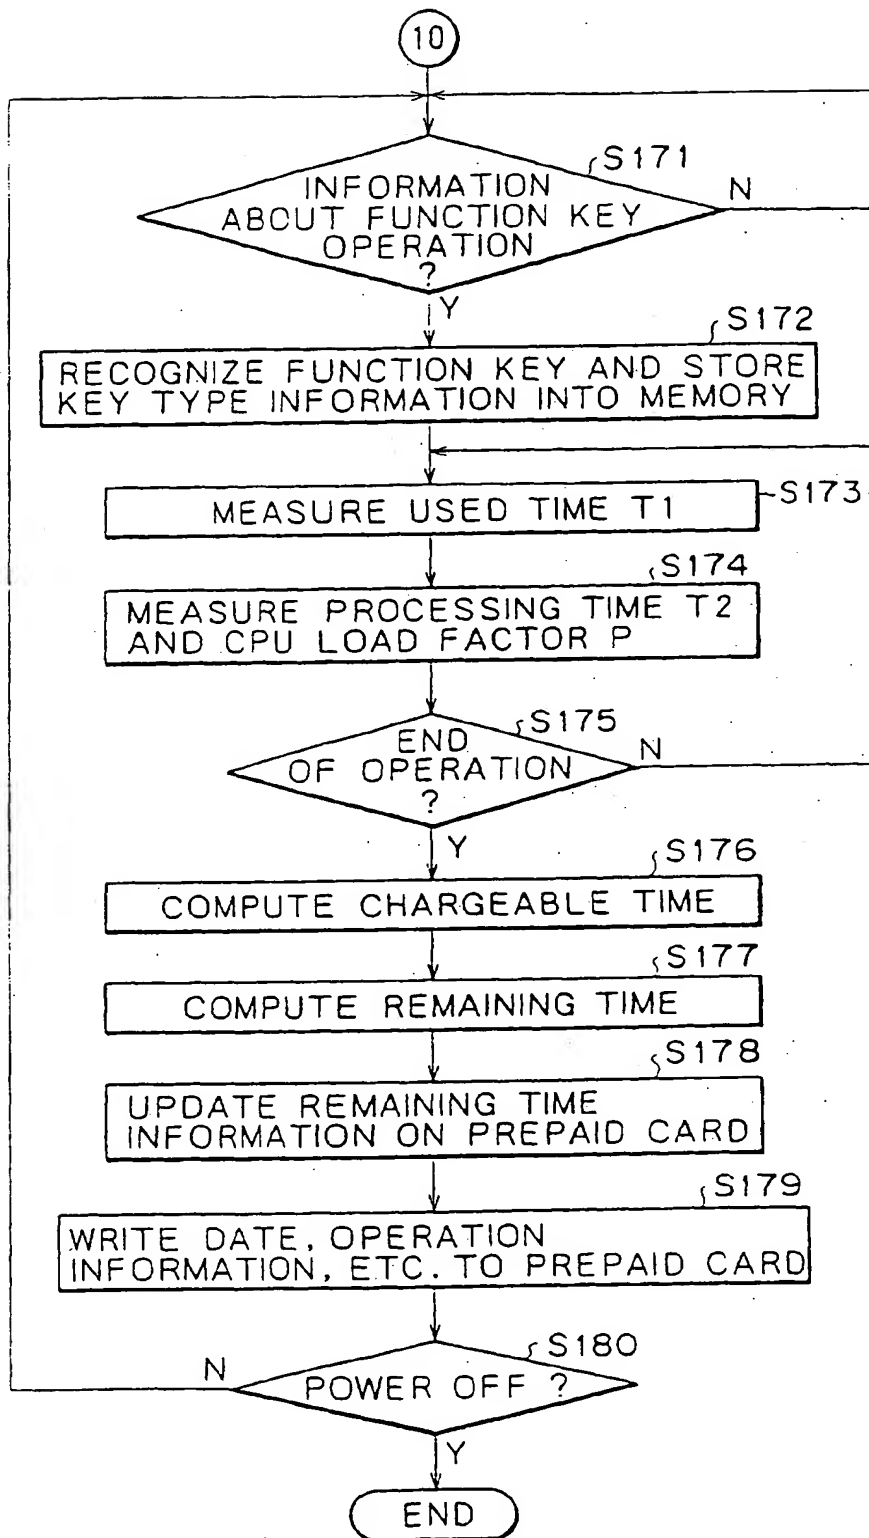 10
S171
N
INFORMATION
ABOUT FUNCTION KEY
OPERATION
?
Y
S172
RECOGNIZE FUNCTION KEY AND STORE
KEY TYPE INFORMATION INTO MEMORY
MEASURE USED TIME T1
S173
S174
MEASURE PROCESSING TIME T2
AND CPU LOAD FACTOR P
S175
END
OF OPERATION
?
N
Y
S176
COMPUTE CHARGEABLE TIME
S177
COMPUTE REMAINING TIME
S178
UPDATE REMAINING TIME
INFORMATION ON PREPAID CARD
S179
WRITE DATE, OPERATION
INFORMATION, ETC. TO PREPAID CARD
S180
N
POWER OFF ?
Y
END